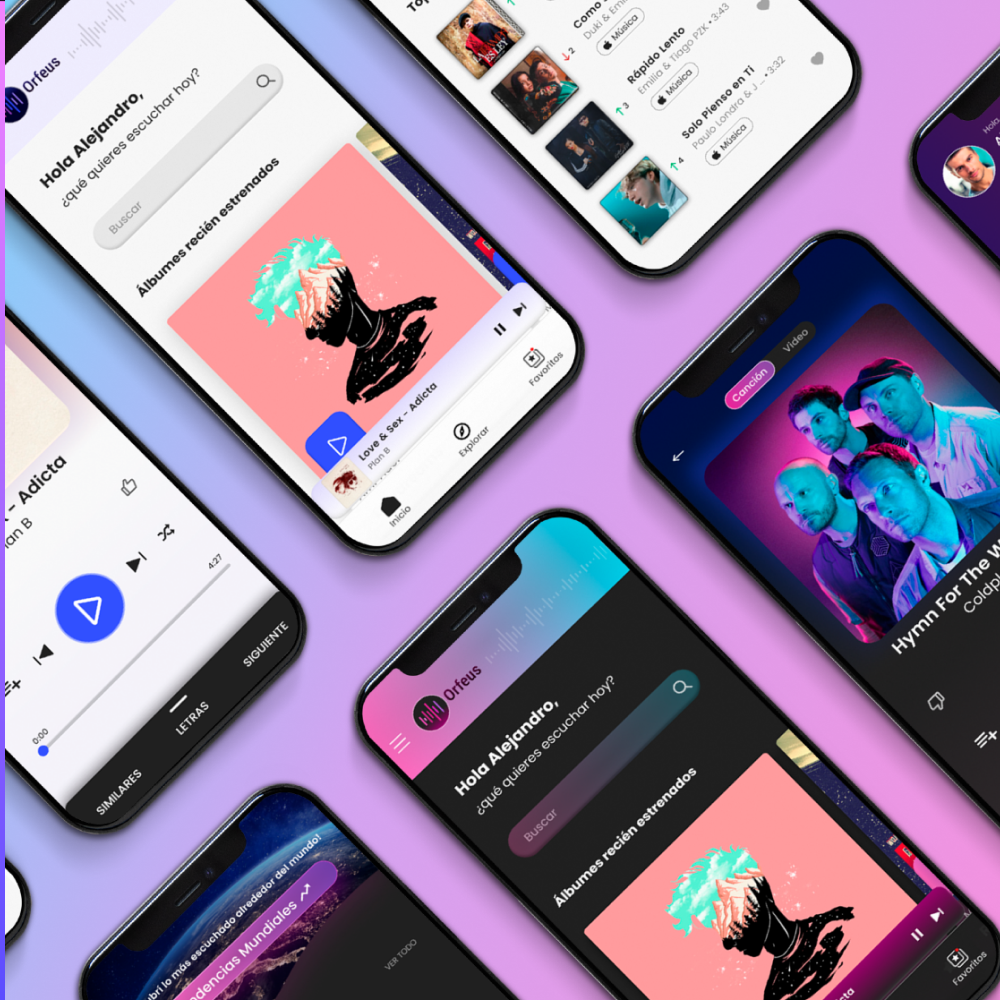 Orfeus
Hola Alejandro,
¿qué quieres escuchar hoy?
Buscar
Álbumes recién estrenados
Love & Sex - Adicta
Plan B
Inicio
Explorar
Favoritos
Como
Duki & Emi
Música
2
Rápido Lento
Emilia & Tiago PZK • 3:43
Música
3
Solo Pienso en Ti
Paulo Londra & J ... • 3:32
Música
4
Hola,
- Adicta
lan B
4:27
0:00
SIMILARES
LETRAS
SIGUIENTE
Canción
Video
Hymn For The W
Coldpl
Orfeus
Hola Alejandro,
¿qué quieres escuchar hoy?
Buscar
Álbumes recién estrenados
Favoritos
brí lo más escuchado alrededor del mundo!
dencias Mundiales
VER TODO